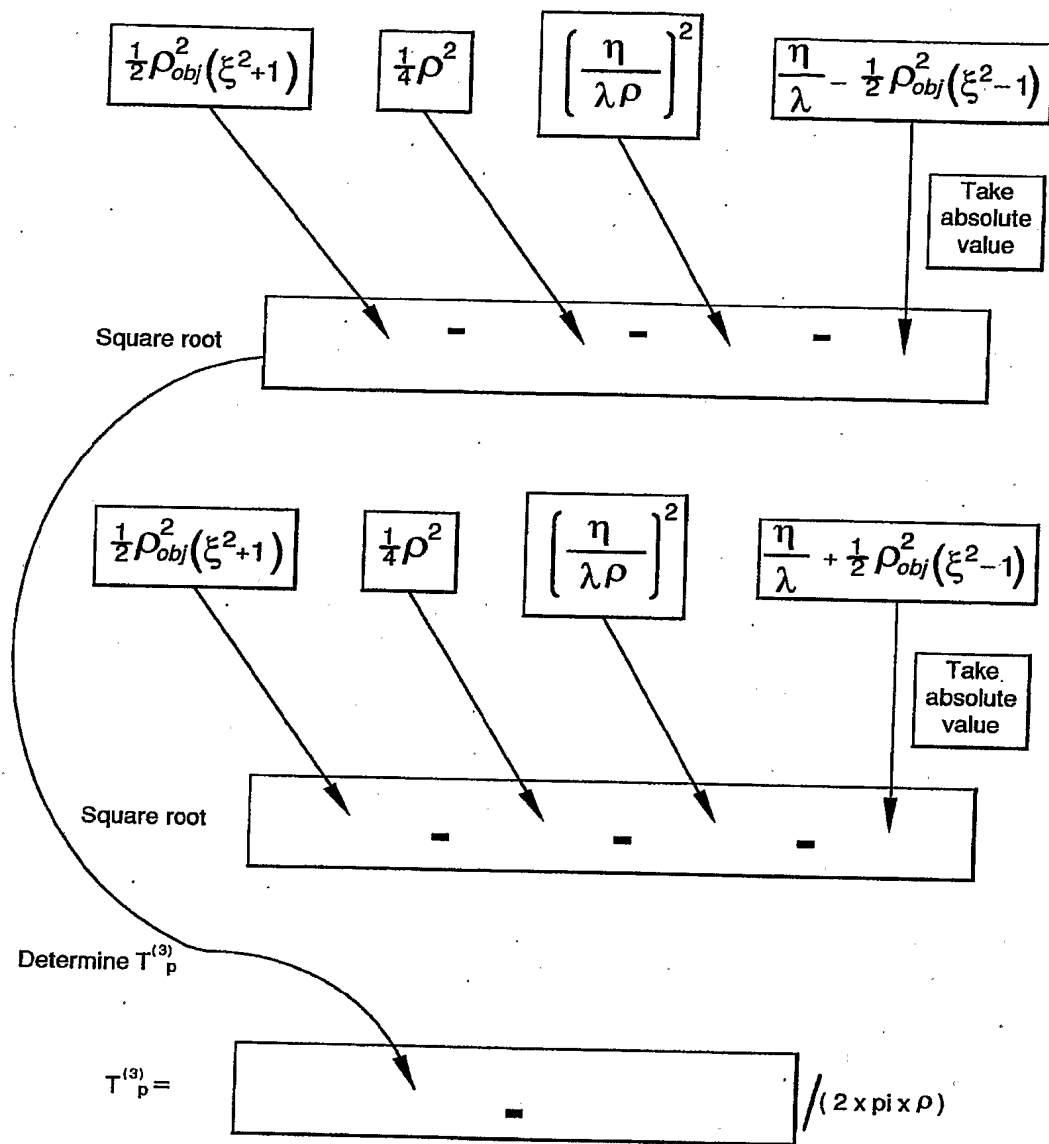 ½ρ²obj(ξ²+1) ¼ρ² (η/λρ)² η/λ − ½ρ²obj(ξ²−1)
Take
absolute
value
Square root - - -
½ρ²obj(ξ²+1) ¼ρ² (η/λρ)² η/λ + ½ρ²obj(ξ²−1)
Take.
absolute
value
Square root - - -
Determine T⁽³⁾p
T⁽³⁾p = - /(2 x pi x ρ)